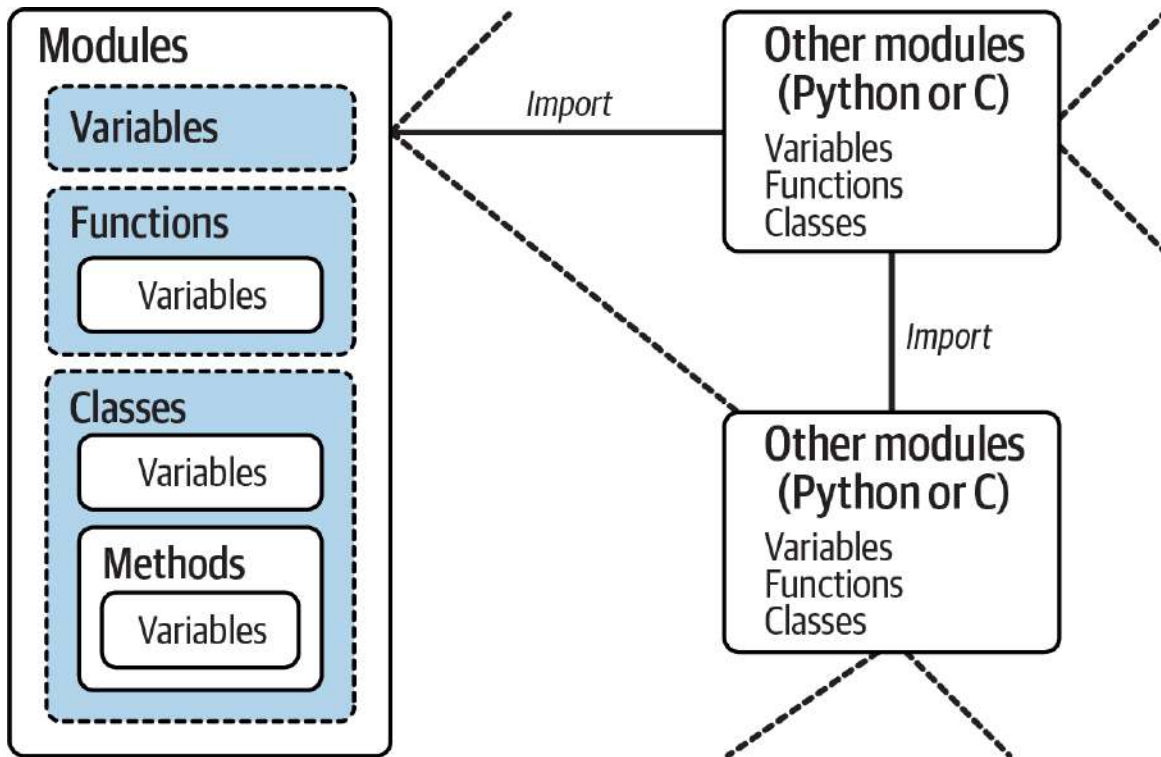 Modules
Variables
Functions
Variables
Classes
Variables
Methods
Variables
Import
Other modules
(Python or C)
Variables
Functions
Classes
Import
Other modules
(Python or C)
Variables
Functions
Classes